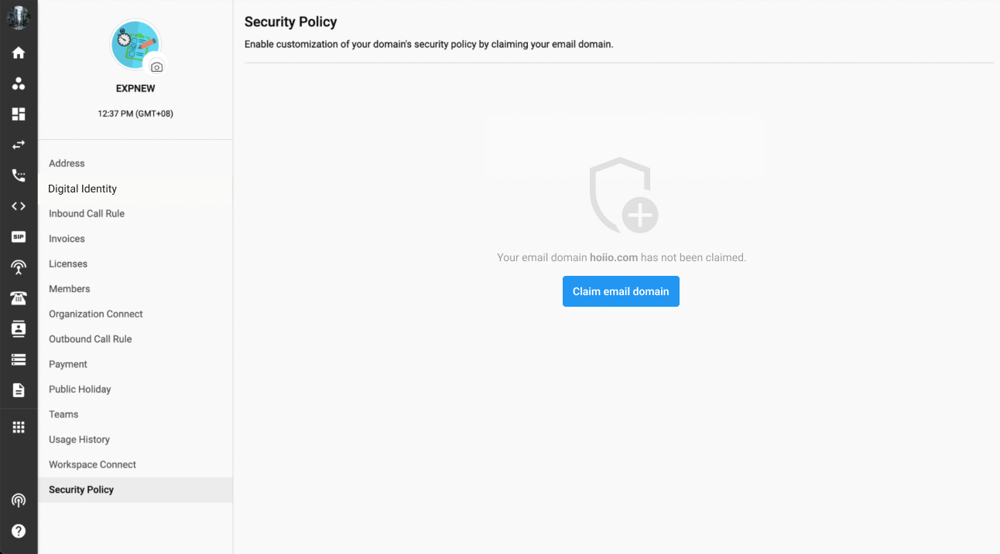 EXPNEW
12:37 PM (GMT+08)
Address
Digital Identity
Inbound Call Rule
Invoices
Licenses
Members
Organization Connect
Outbound Call Rule
Payment
Public Holiday
Teams
Usage History
Workspace Connect
Security Policy
SIP
Security Policy
Enable customization of your domain's security policy by claiming your email domain.
Your email domain hoiio.com has not been claimed.
Claim email domain